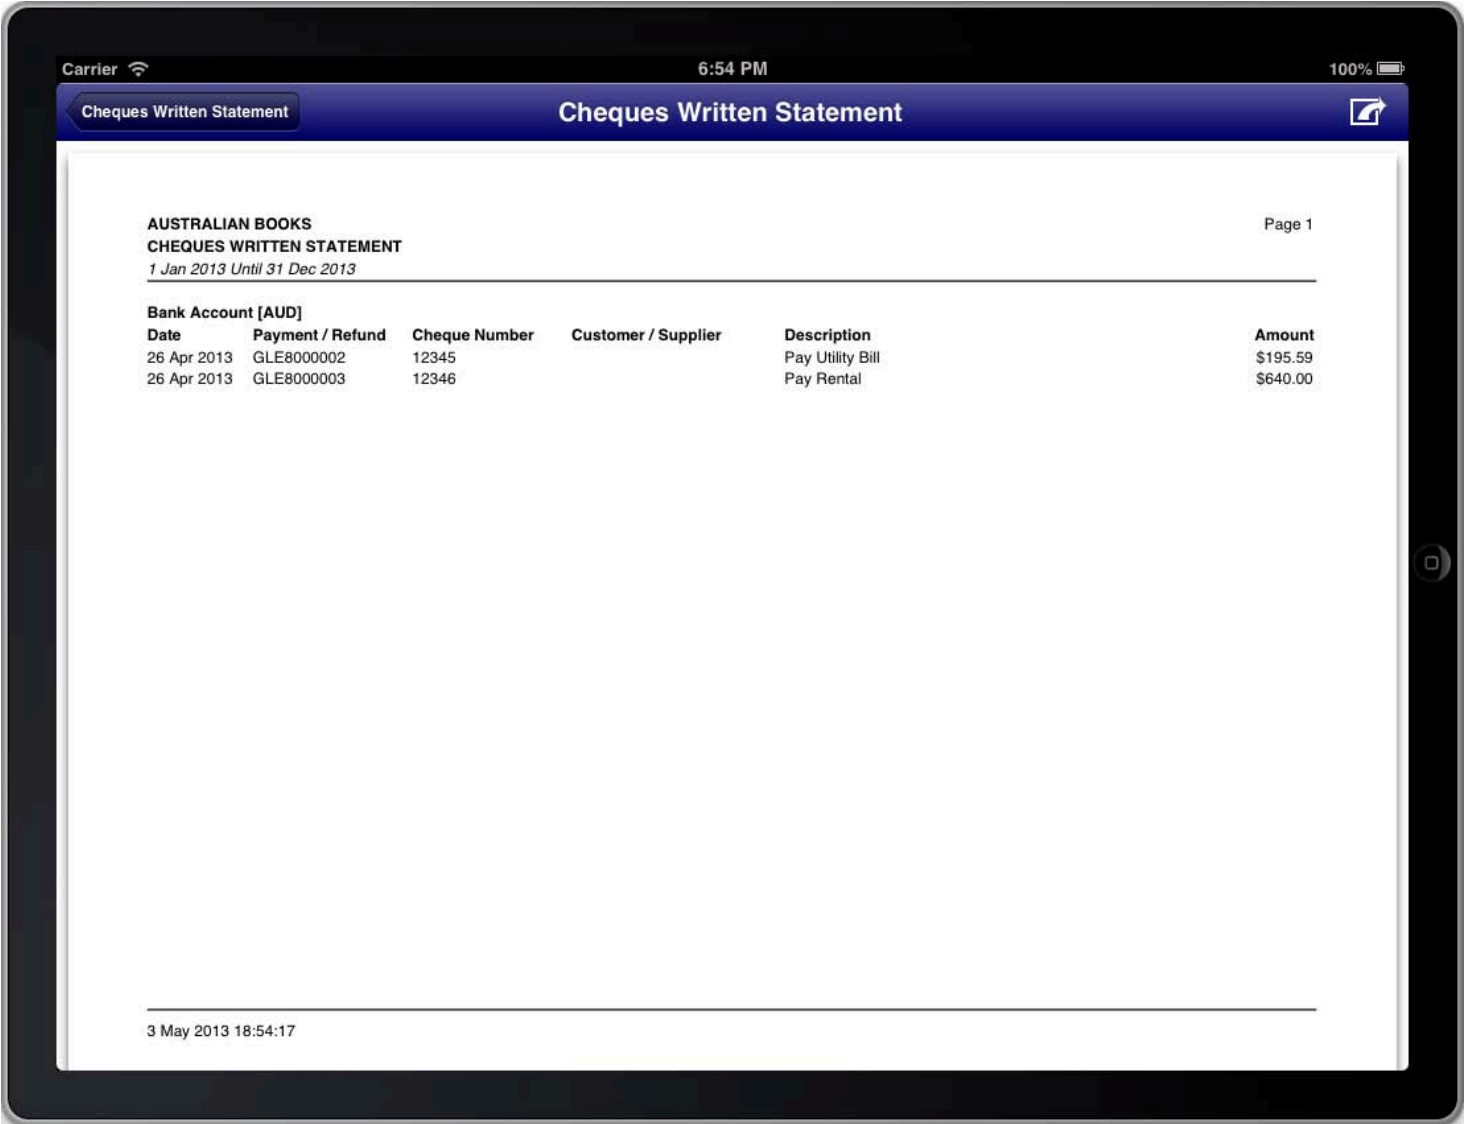 Carrier 6:54 PM 100%
Cheques Written Statement Cheques Written Statement
AUSTRALIAN BOOKS Page 1
CHEQUES WRITTEN STATEMENT
1 Jan 2013 Until 31 Dec 2013
Bank Account [AUD]
Date Payment / Refund Cheque Number Customer / Supplier Description Amount
26 Apr 2013 GLE8000002 12345 Pay Utility Bill $195.59
26 Apr 2013 GLE8000003 12346 Pay Rental $640.00
3 May 2013 18:54:17